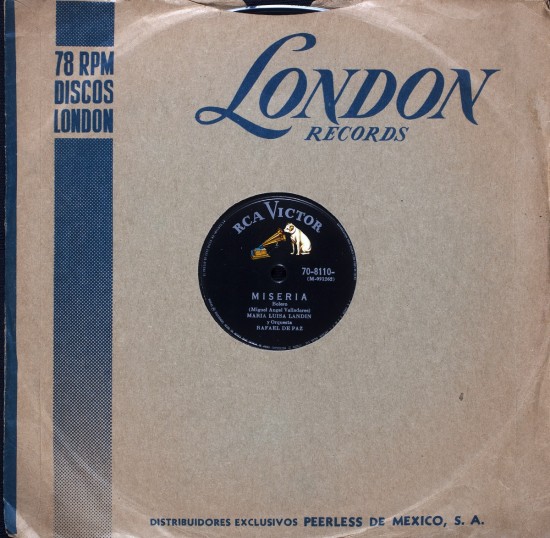 78 RPM
DISCOS
LONDON
LONDON
RECORDS
RCA VICTOR
70-8110-
MISERIA
Bolero
(Miguel Angel Valladares)
MARIA LUISA LANDIN
y Orquesta
RAFAEL DE PAZ
DISTRIBUIDORES EXCLUSIVOS PEERLESS DE MEXICO, S. A.